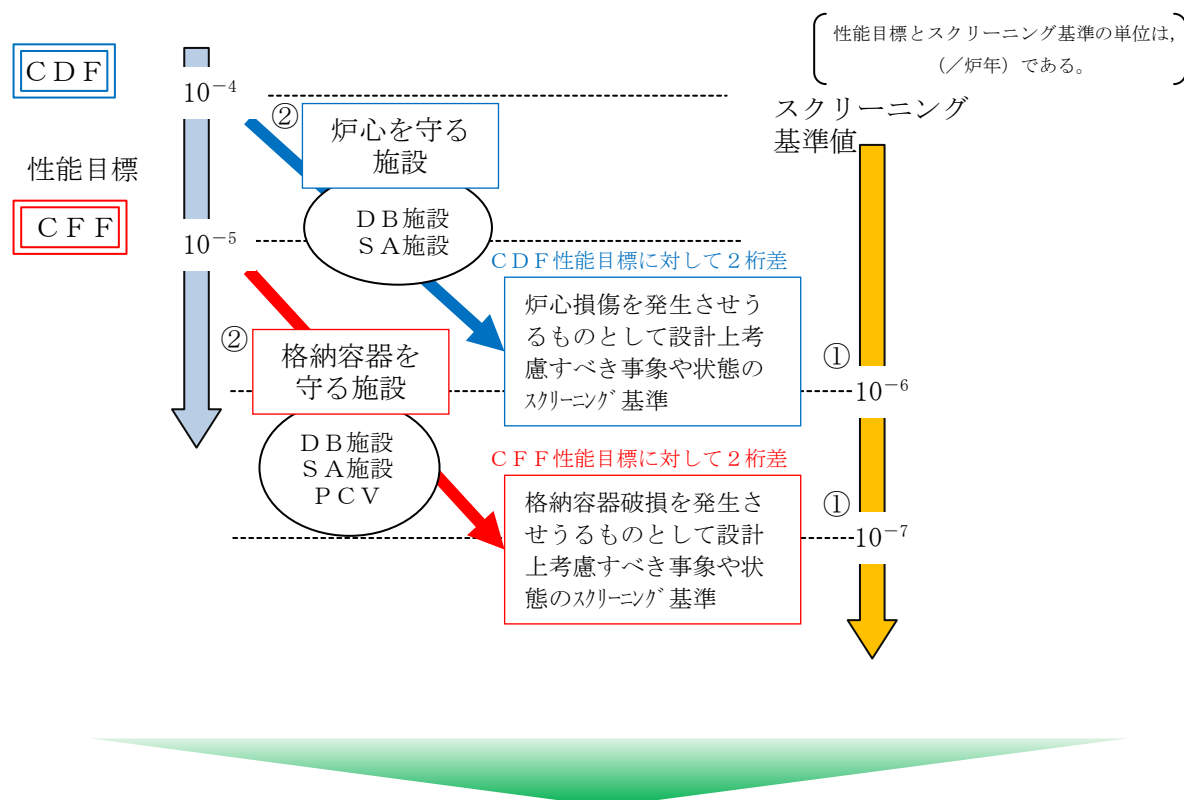 性能目標とスクリーニング基準の単位は，
（／炉年）である。
ＣＤＦ
10⁻⁴
スクリーニング
基準値
②
炉心を守る
施設
性能目標
ＣＦＦ
ＤＢ施設
ＳＡ施設
10⁻⁵
ＣＤＦ性能目標に対して２桁差
炉心損傷を発生させう
るものとして設計上考
慮すべき事象や状態の
ｽｸﾘｰﾆﾝｸﾞ基準
②
格納容器を
守る施設
①
10⁻⁶
ＤＢ施設
ＳＡ施設
ＰＣＶ
ＣＦＦ性能目標に対して２桁差
格納容器破損を発生さ
せうるものとして設計
上考慮すべき事象や状
態のｽｸﾘｰﾆﾝｸﾞ基準
①
10⁻⁷